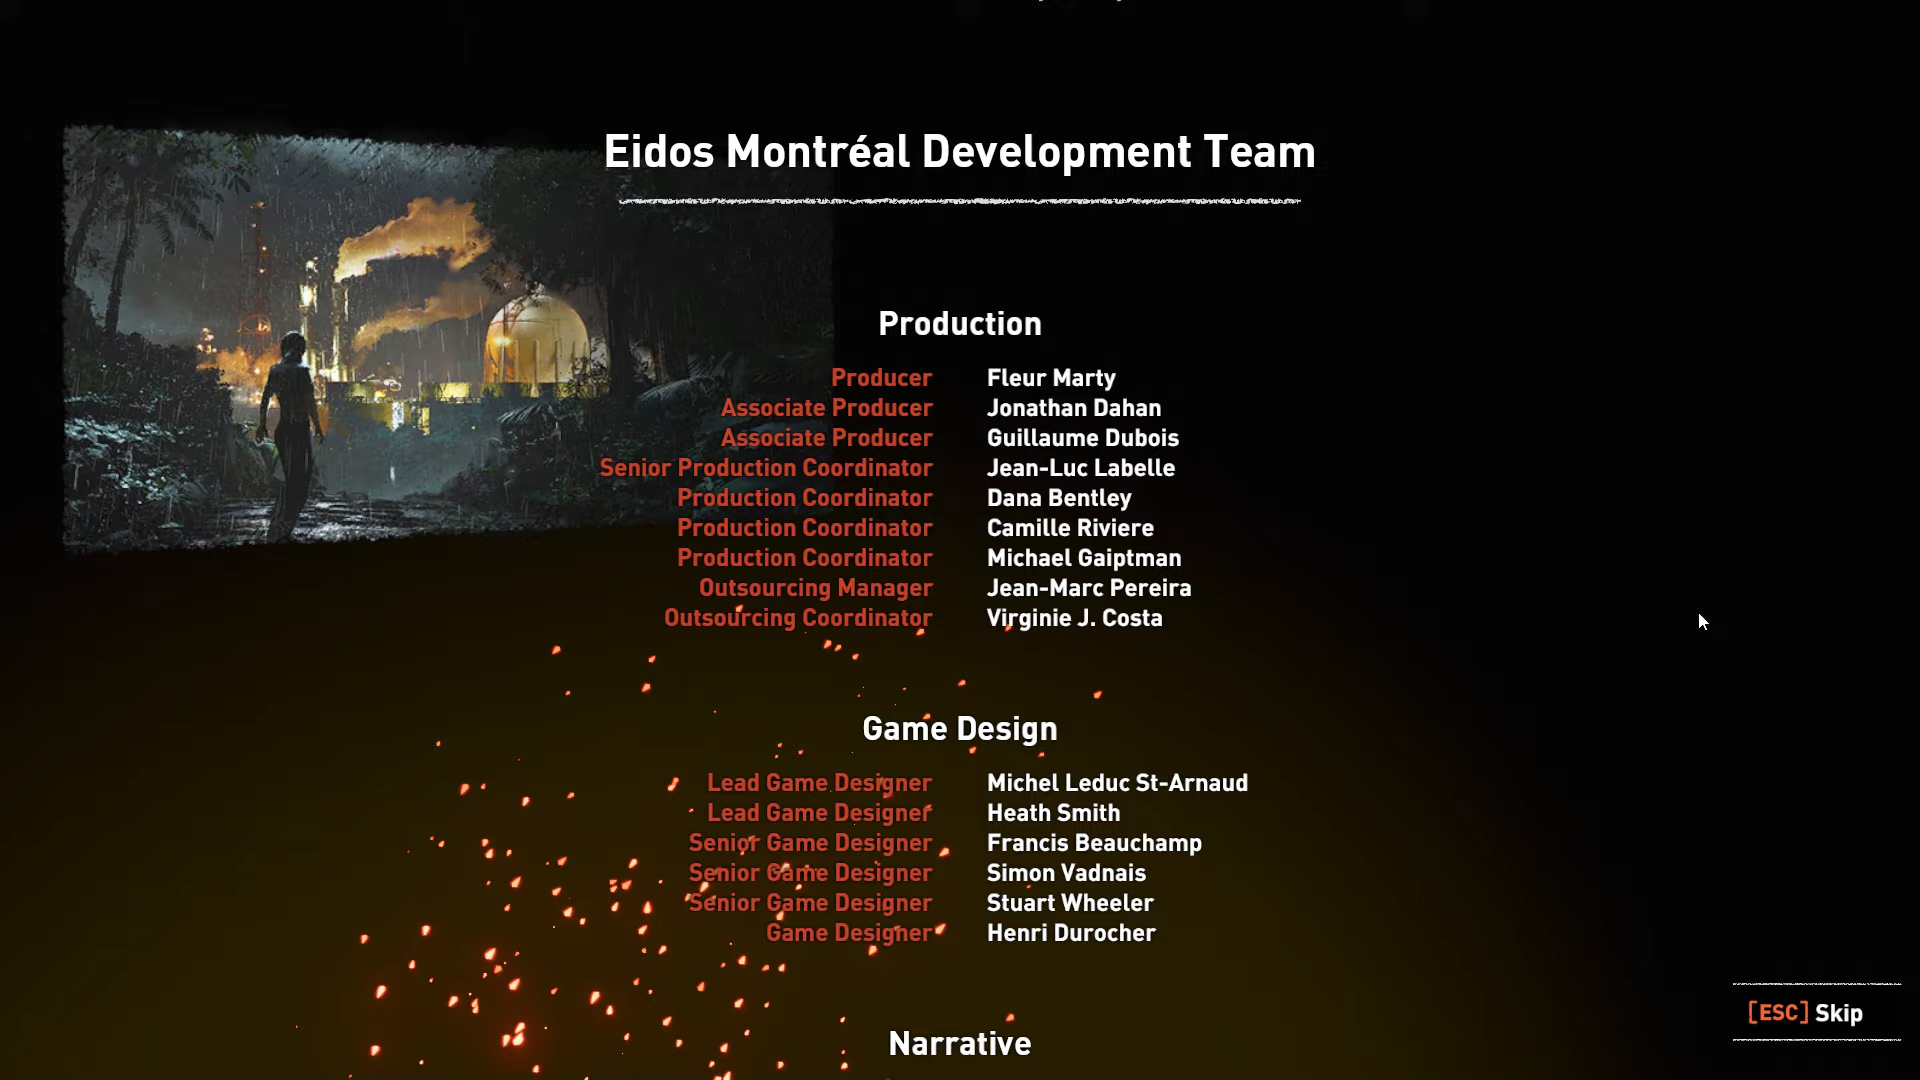 Eidos Montréal Development Team
Production
Producer Fleur Marty
Associate Producer Jonathan Dahan
Associate Producer Guillaume Dubois
Senior Production Coordinator Jean-Luc Labelle
Production Coordinator Dana Bentley
Production Coordinator Camille Riviere
Production Coordinator Michael Gaiptman
Outsourcing Manager Jean-Marc Pereira
Outsourcing Coordinator Virginie J. Costa
Game Design
Lead Game Designer Michel Leduc St-Arnaud
Lead Game Designer Heath Smith
Senior Game Designer Francis Beauchamp
Senior Game Designer Simon Vadnais
Senior Game Designer Stuart Wheeler
Game Designer Henri Durocher
[ESC] Skip
Narrative